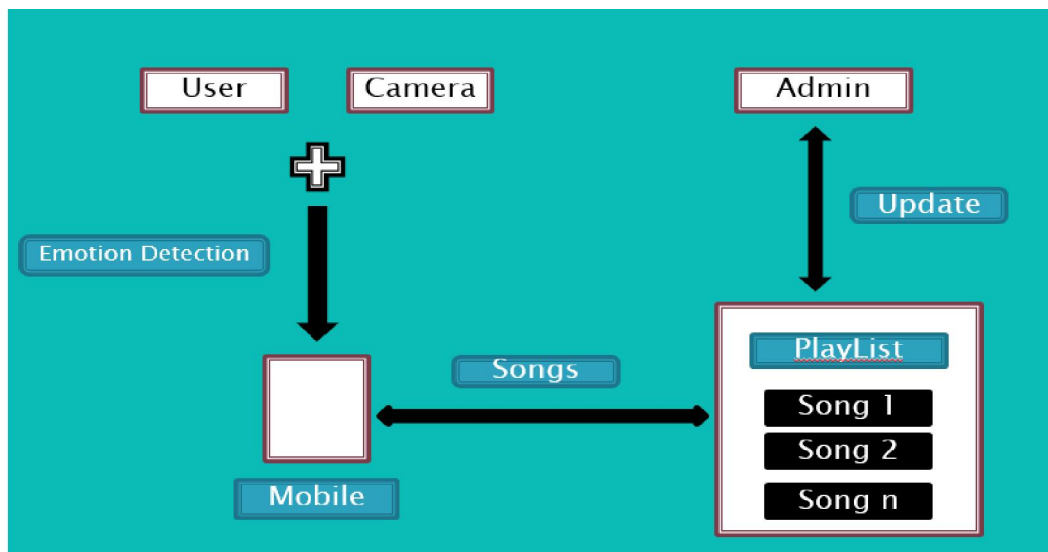 User
Camera
Admin
Update
Emotion Detection
PlayList
Songs
Song 1
Song 2
Song n
Mobile